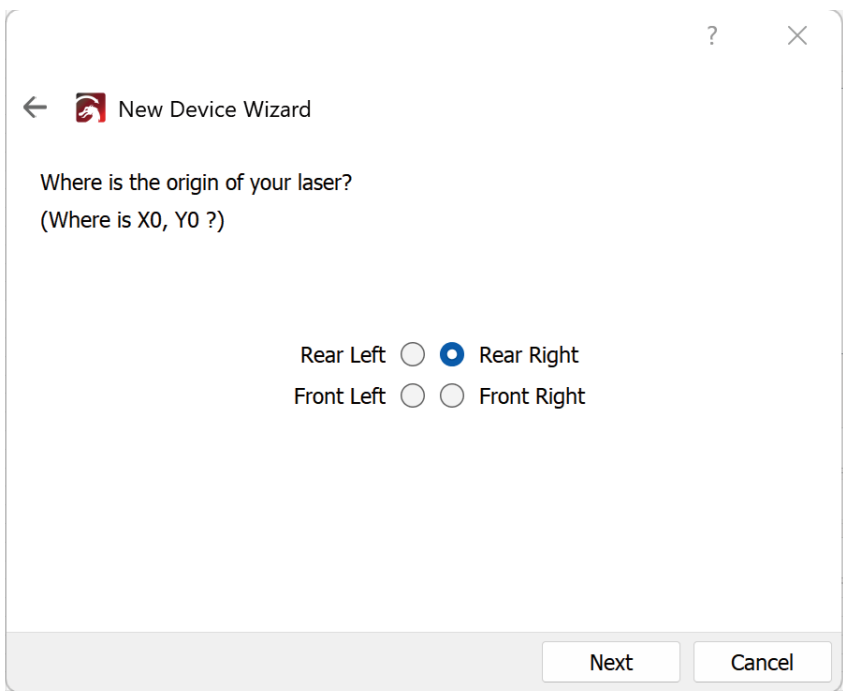 ?
New Device Wizard
Where is the origin of your laser?
(Where is X0, Y0 ?)
Rear Left Rear Right
Front Left Front Right
Next Cancel